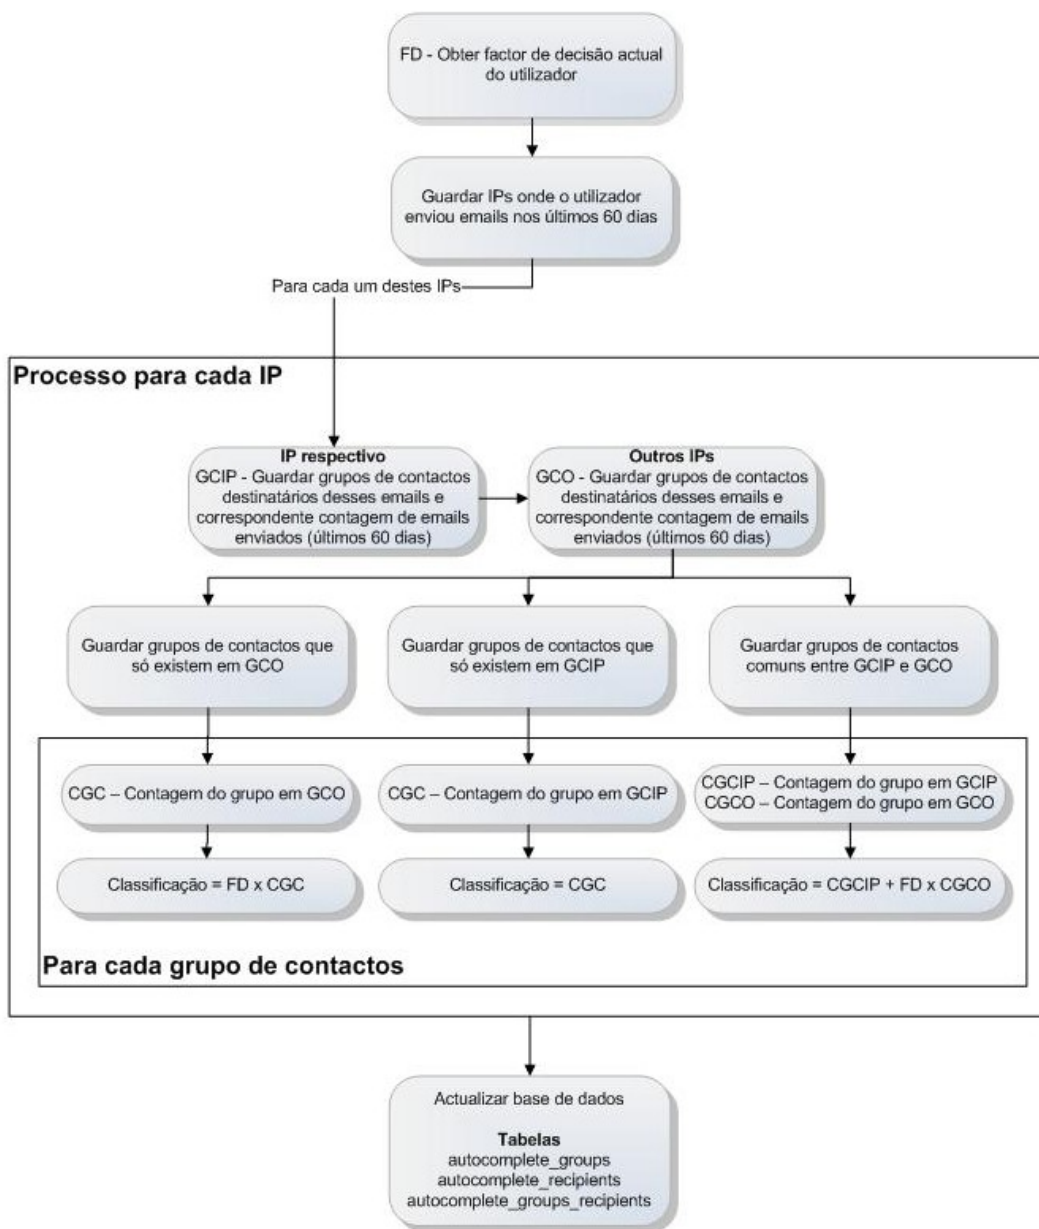 FD - Obter factor de decisão actual
do utilizador
Guardar IPs onde o utilizador
enviou emails nos últimos 60 dias
Para cada um destes IPs
Processo para cada IP
IP respectivo
GCIP - Guardar grupos de contactos
destinatários desses emails e
correspondente contagem de emails
enviados (últimos 60 dias)
Outros IPs
GCO - Guardar grupos de contactos
destinatários desses emails e
correspondente contagem de emails
enviados (últimos 60 dias)
Guardar grupos de contactos que
só existem em GCO
Guardar grupos de contactos que
só existem em GCIP
Guardar grupos de contactos
comuns entre GCIP e GCO
CGC – Contagem do grupo em GCO
CGC – Contagem do grupo em GCIP
CGCIP – Contagem do grupo em GCIP
CGCO – Contagem do grupo em GCO
Classificação = FD x CGC
Classificação = CGC
Classificação = CGCIP + FD x CGCO
Para cada grupo de contactos
Actualizar base de dados
Tabelas
autocomplete_groups
autocomplete_recipients
autocomplete_groups_recipients